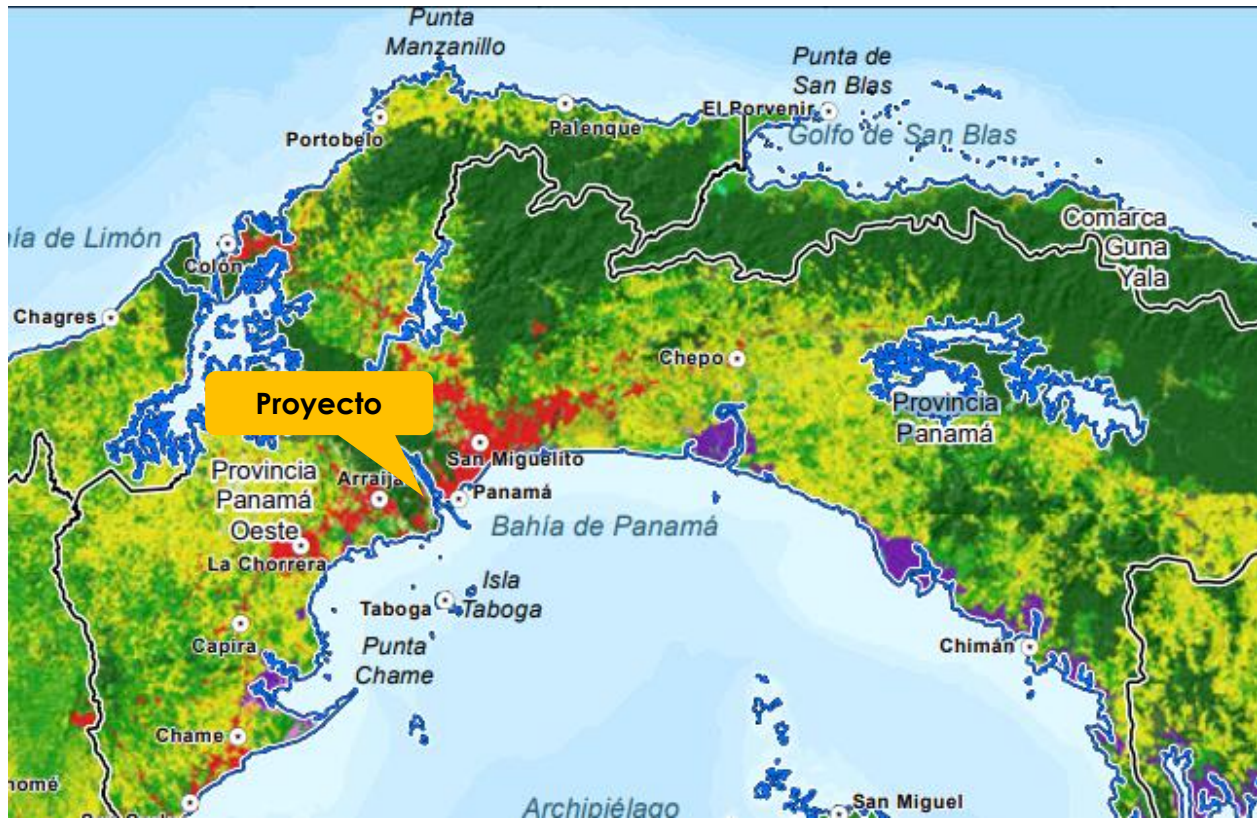 Punta
Manzanillo
Punta de
San Blas
El Porvenir
Palenque
Portobelo
Golfo de San Blas
Comarca
Guna
Yala
ía de Limón
Colón
Chagres
Chepo
Proyecto
Provincia
Panamá
San Miguelito
Provincia
Panamá
Oeste
Arraija
Panamá
Bahía de Panamá
La Chorrera
Isla
Taboga
Taboga
Capira
Punta
Chame
Chimán
Chame
nomé
Archipiélago
San Miguel